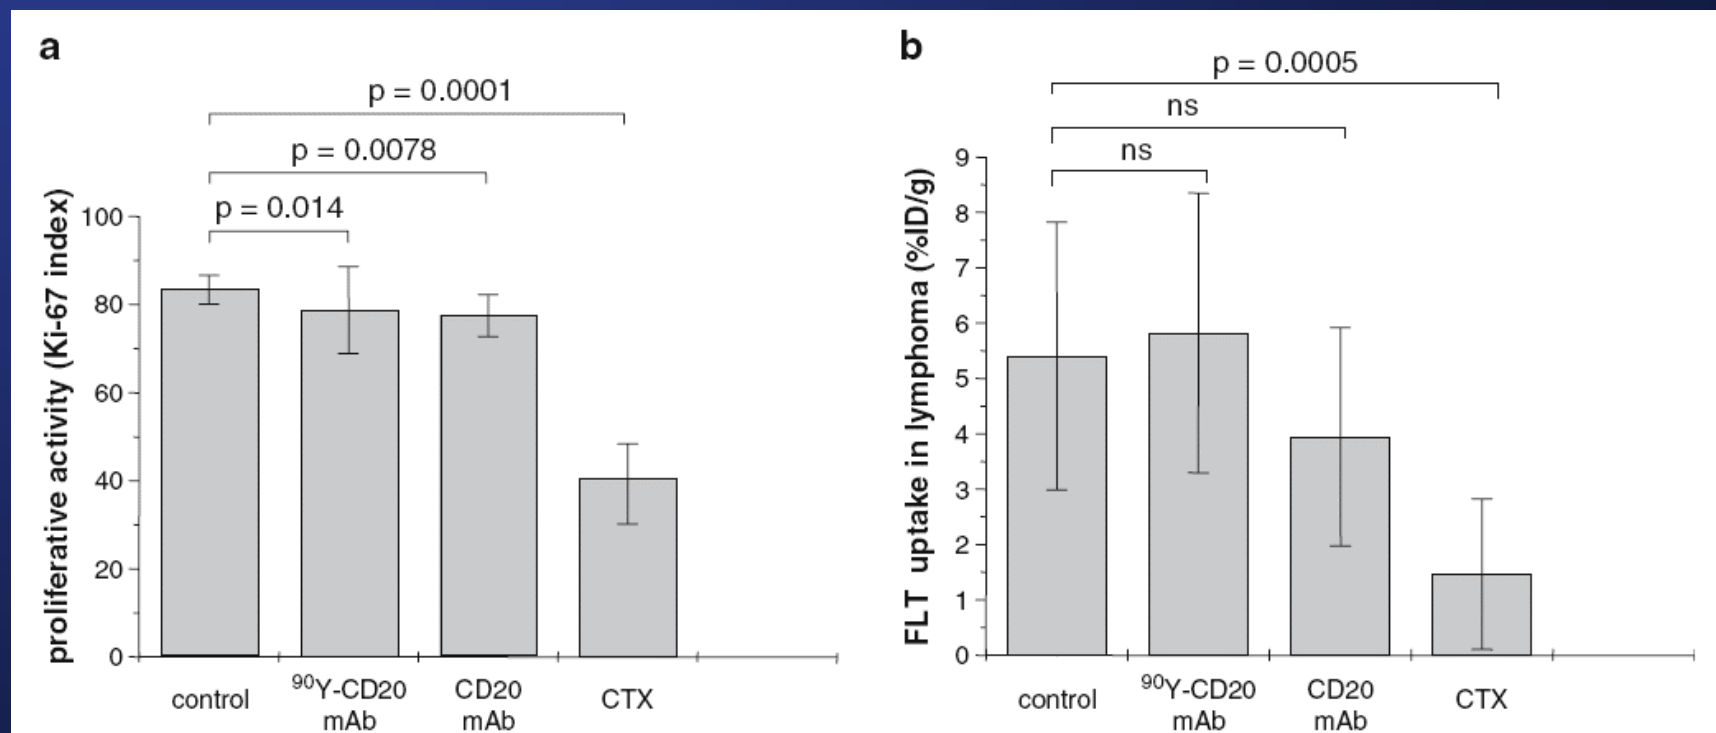 a
p = 0.0001
p = 0.0078
p = 0.014
proliferative activity (Ki-67 index)
100
80
60
40
20
0
control
90Y-CD20
mAb
CD20
mAb
CTX
b
p = 0.0005
ns
ns
FLT uptake in lymphoma (%ID/g)
9
8
7
6
5
4
3
2
1
0
control
90Y-CD20
mAb
CD20
mAb
CTX